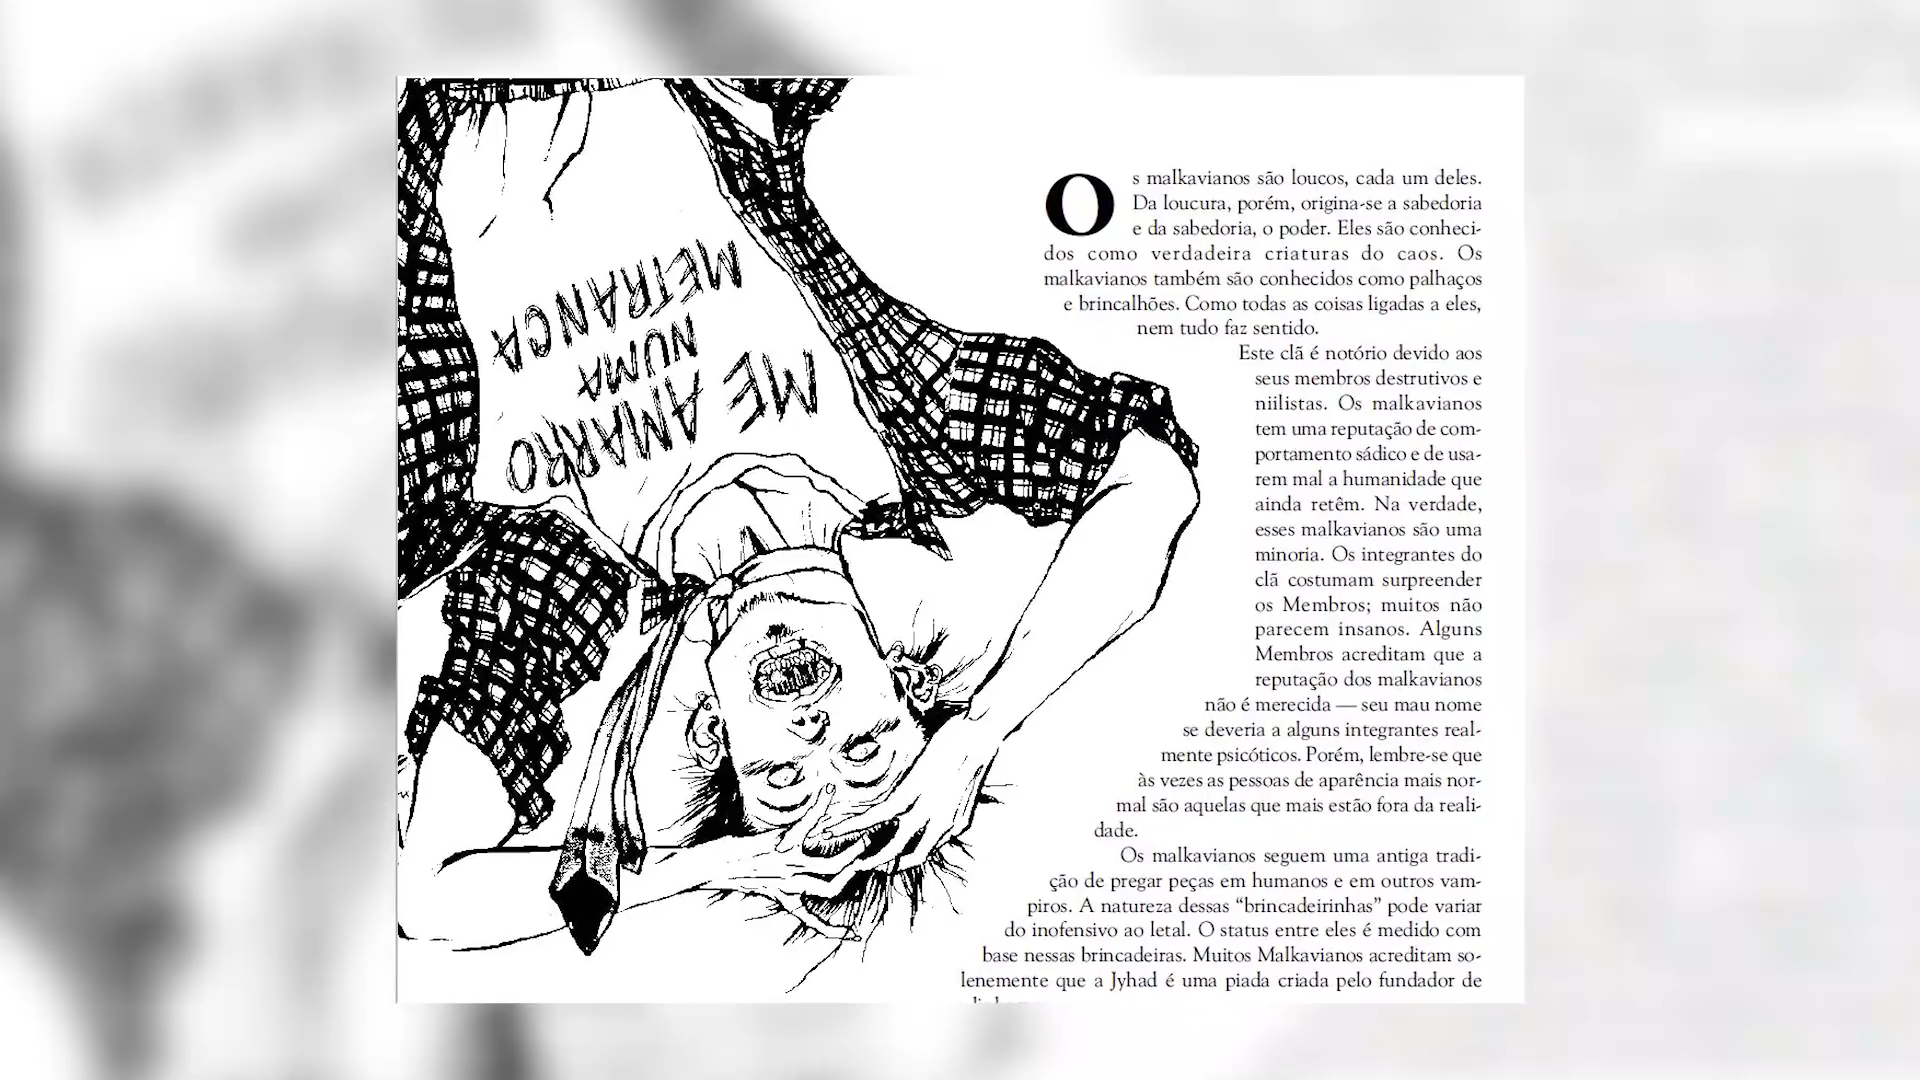 ME
AMARRO
NUMA
METRANCA
Os malkavianos são loucos, cada um deles.
Da loucura, porém, origina-se a sabedoria
e da sabedoria, o poder. Eles são conheci-
dos como verdadeira criaturas do caos. Os
malkavianos também são conhecidos como palhaços
e brincalhões. Como todas as coisas ligadas a eles,
nem tudo faz sentido.
Este clã é notório devido aos
seus membros destrutivos e
niilistas. Os malkavianos
tem uma reputação de com-
portamento sádico e de usa-
rem mal a humanidade que
ainda retêm. Na verdade,
esses malkavianos são uma
minoria. Os integrantes do
clã costumam surpreender
os Membros; muitos não
parecem insanos. Alguns
Membros acreditam que a
reputação dos malkavianos
não é merecida — seu mau nome
se deveria a alguns integrantes real-
mente psicóticos. Porém, lembre-se que
às vezes as pessoas de aparência mais nor-
mal são aquelas que mais estão fora da reali-
dade.
Os malkavianos seguem uma antiga tradi-
ção de pregar peças em humanos e em outros vam-
piros. A natureza dessas “brincadeirinhas” pode variar
do inofensivo ao letal. O status entre eles é medido com
base nessas brincadeiras. Muitos Malkavianos acreditam so-
lenemente que a Jyhad é uma piada criada pelo fundador de